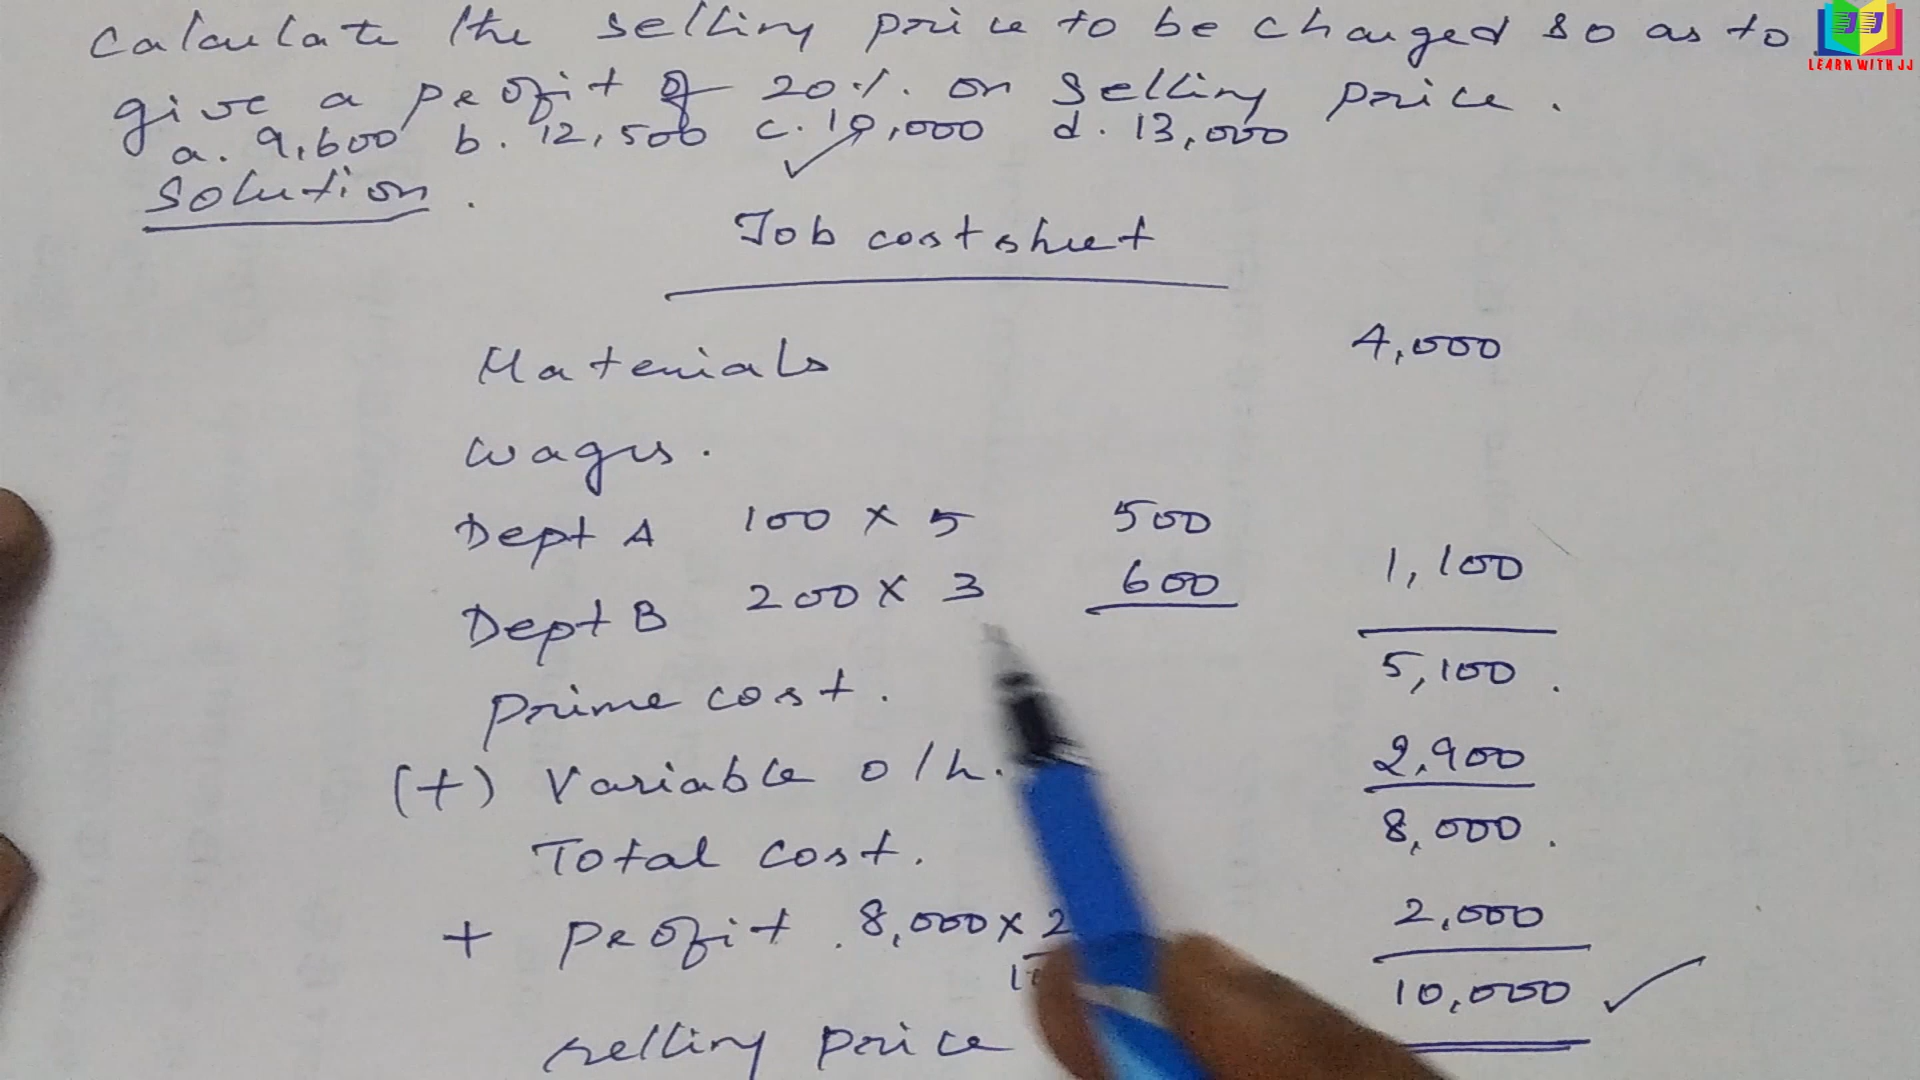 Calculate the selling price to be charged so as to
give a profit of 20%. on selling price.
a. 9,600 b. 12,500 c. 10,000 d. 13,000
Solution.
Job cost sheet
Materials 4,000
Wages.
Dept A 100 x 5 500
Dept B 200 x 3 600 1,100
Prime cost. 5,100.
(+) Variable o/h. 2,900
Total cost. 8,000.
+ Profit. 8,000 x 2 2,000
selling price 10,000
JJ
LEARN WITH JJ